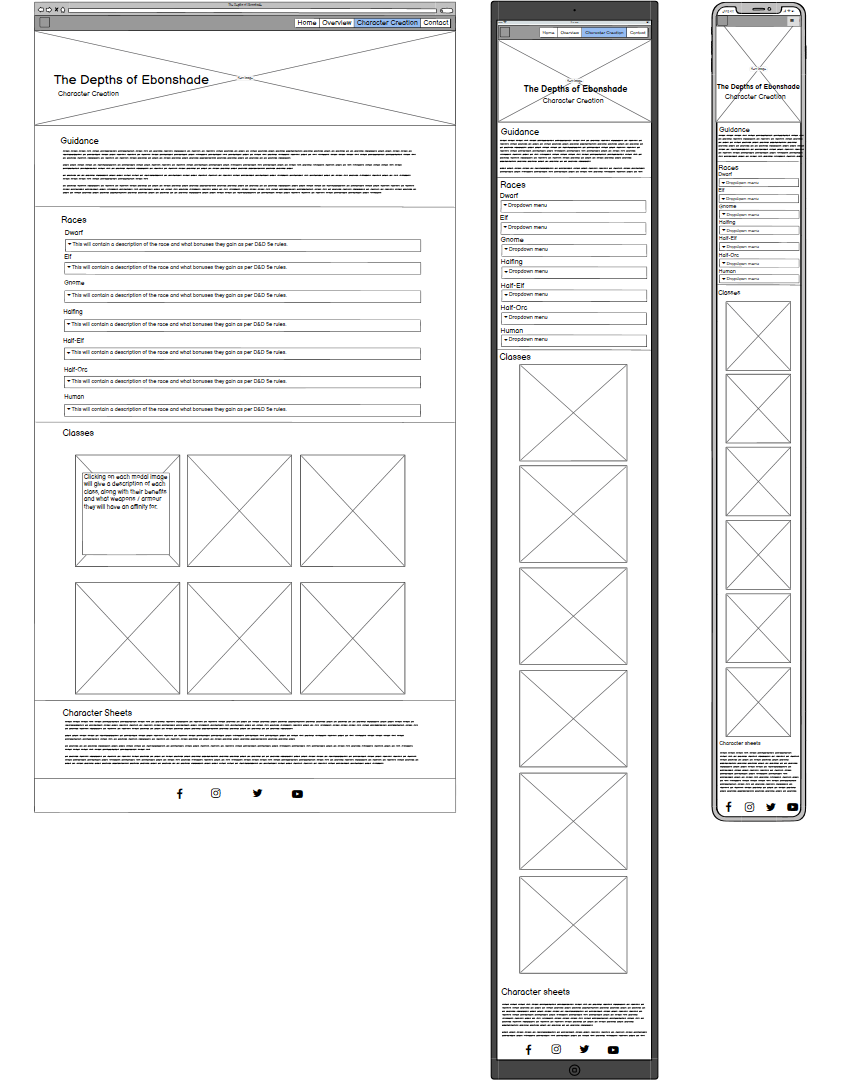 The Depths of Ebonshade
Home Overview Character Creation Contact
The Depths of Ebonshade
Character Creation
Guidance
Races
Dwarf
This will contain a description of the race and what bonuses they gain as per D&D 5e rules.
Elf
This will contain a description of the race and what bonuses they gain as per D&D 5e rules.
Gnome
This will contain a description of the race and what bonuses they gain as per D&D 5e rules.
Halfing
This will contain a description of the race and what bonuses they gain as per D&D 5e rules.
Half-Elf
This will contain a description of the race and what bonuses they gain as per D&D 5e rules.
Half-Orc
This will contain a description of the race and what bonuses they gain as per D&D 5e rules.
Human
This will contain a description of the race and what bonuses they gain as per D&D 5e rules.
Classes
Clicking on each modal image
will give a description of each
class, along with their benefits
and what weapons / armour
they will have an affinity for.
Character Sheets
Home Overview Character Creation Contact
The Depths of Ebonshade
Character Creation
Guidance
Races
Dwarf
Dropdown menu
Elf
Dropdown menu
Gnome
Dropdown menu
Halfing
Dropdown menu
Half-Elf
Dropdown menu
Half-Orc
Dropdown menu
Human
Dropdown menu
Classes
Character sheets
The Depths of Ebonshade
Character Creation
Guidance
Races
Dwarf
Dropdown menu
Elf
Dropdown menu
Gnome
Dropdown menu
Halfing
Dropdown menu
Half-Elf
Dropdown menu
Half-Orc
Dropdown menu
Human
Dropdown menu
Classes
Character sheets